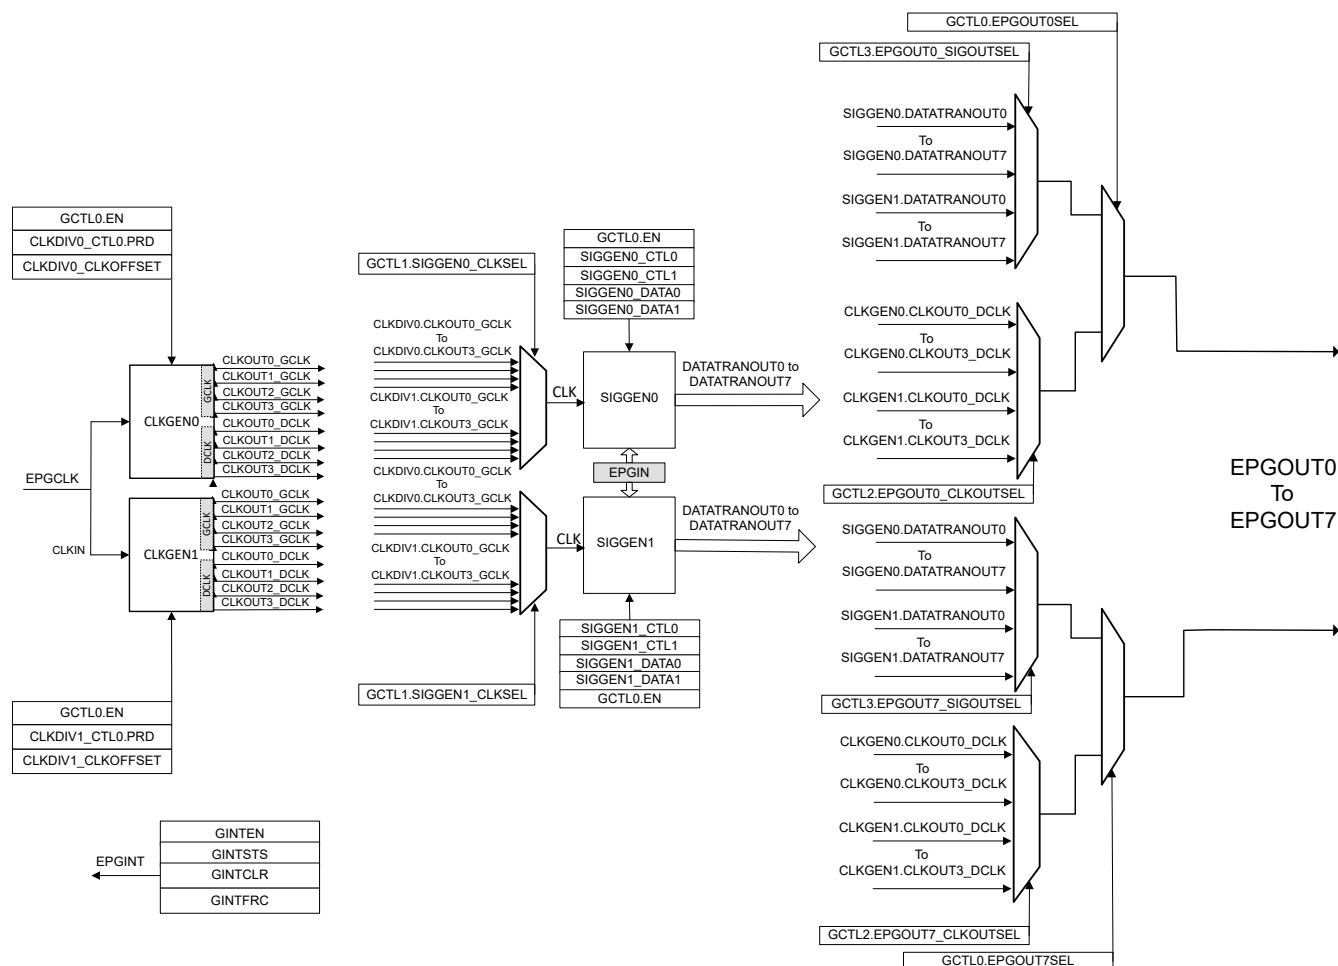 GCTL0.EPGOUT0SEL
GCTL3.EPGOUT0_SIGOUTSEL
SIGGEN0.DATATRANOUT0
To
SIGGEN0.DATATRANOUT7
SIGGEN1.DATATRANOUT0
To
SIGGEN1.DATATRANOUT7
GCTL0.EN
CLKDIV0_CTL0.PRD
CLKDIV0_CLKOFFSET
GCTL1.SIGGEN0_CLKSEL
GCTL0.EN
SIGGEN0_CTL0
SIGGEN0_CTL1
SIGGEN0_DATA0
SIGGEN0_DATA1
CLKGEN0
GCLK
DCLK
CLKOUT0_GCLK
CLKOUT1_GCLK
CLKOUT2_GCLK
CLKOUT3_GCLK
CLKOUT0_DCLK
CLKOUT1_DCLK
CLKOUT2_DCLK
CLKOUT3_DCLK
CLKDIV0.CLKOUT0_GCLK
To
CLKDIV0.CLKOUT3_GCLK
CLKDIV1.CLKOUT0_GCLK
To
CLKDIV1.CLKOUT3_GCLK
CLK
SIGGEN0
DATATRANOUT0 to
DATATRANOUT7
CLKGEN0.CLKOUT0_DCLK
To
CLKGEN0.CLKOUT3_DCLK
CLKGEN1.CLKOUT0_DCLK
To
CLKGEN1.CLKOUT3_DCLK
GCTL2.EPGOUT0_CLKOUTSEL
EPGIN
EPGOUT0
To
EPGOUT7
EPGCLK
CLKIN
CLKGEN1
GCLK
DCLK
CLKOUT0_GCLK
CLKOUT1_GCLK
CLKOUT2_GCLK
CLKOUT3_GCLK
CLKOUT0_DCLK
CLKOUT1_DCLK
CLKOUT2_DCLK
CLKOUT3_DCLK
CLKDIV0.CLKOUT0_GCLK
To
CLKDIV0.CLKOUT3_GCLK
CLKDIV1.CLKOUT0_GCLK
To
CLKDIV1.CLKOUT3_GCLK
CLK
SIGGEN1
DATATRANOUT0 to
DATATRANOUT7
SIGGEN0.DATATRANOUT0
To
SIGGEN0.DATATRANOUT7
SIGGEN1.DATATRANOUT0
To
SIGGEN1.DATATRANOUT7
GCTL3.EPGOUT7_SIGOUTSEL
GCTL1.SIGGEN1_CLKSEL
SIGGEN1_CTL0
SIGGEN1_CTL1
SIGGEN1_DATA0
SIGGEN1_DATA1
GCTL0.EN
GCTL0.EN
CLKDIV1_CTL0.PRD
CLKDIV1_CLKOFFSET
CLKGEN0.CLKOUT0_DCLK
To
CLKGEN0.CLKOUT3_DCLK
CLKGEN1.CLKOUT0_DCLK
To
CLKGEN1.CLKOUT3_DCLK
GCTL2.EPGOUT7_CLKOUTSEL
GCTL0.EPGOUT7SEL
EPGINT
GINTEN
GINTSTS
GINTCLR
GINTFRC